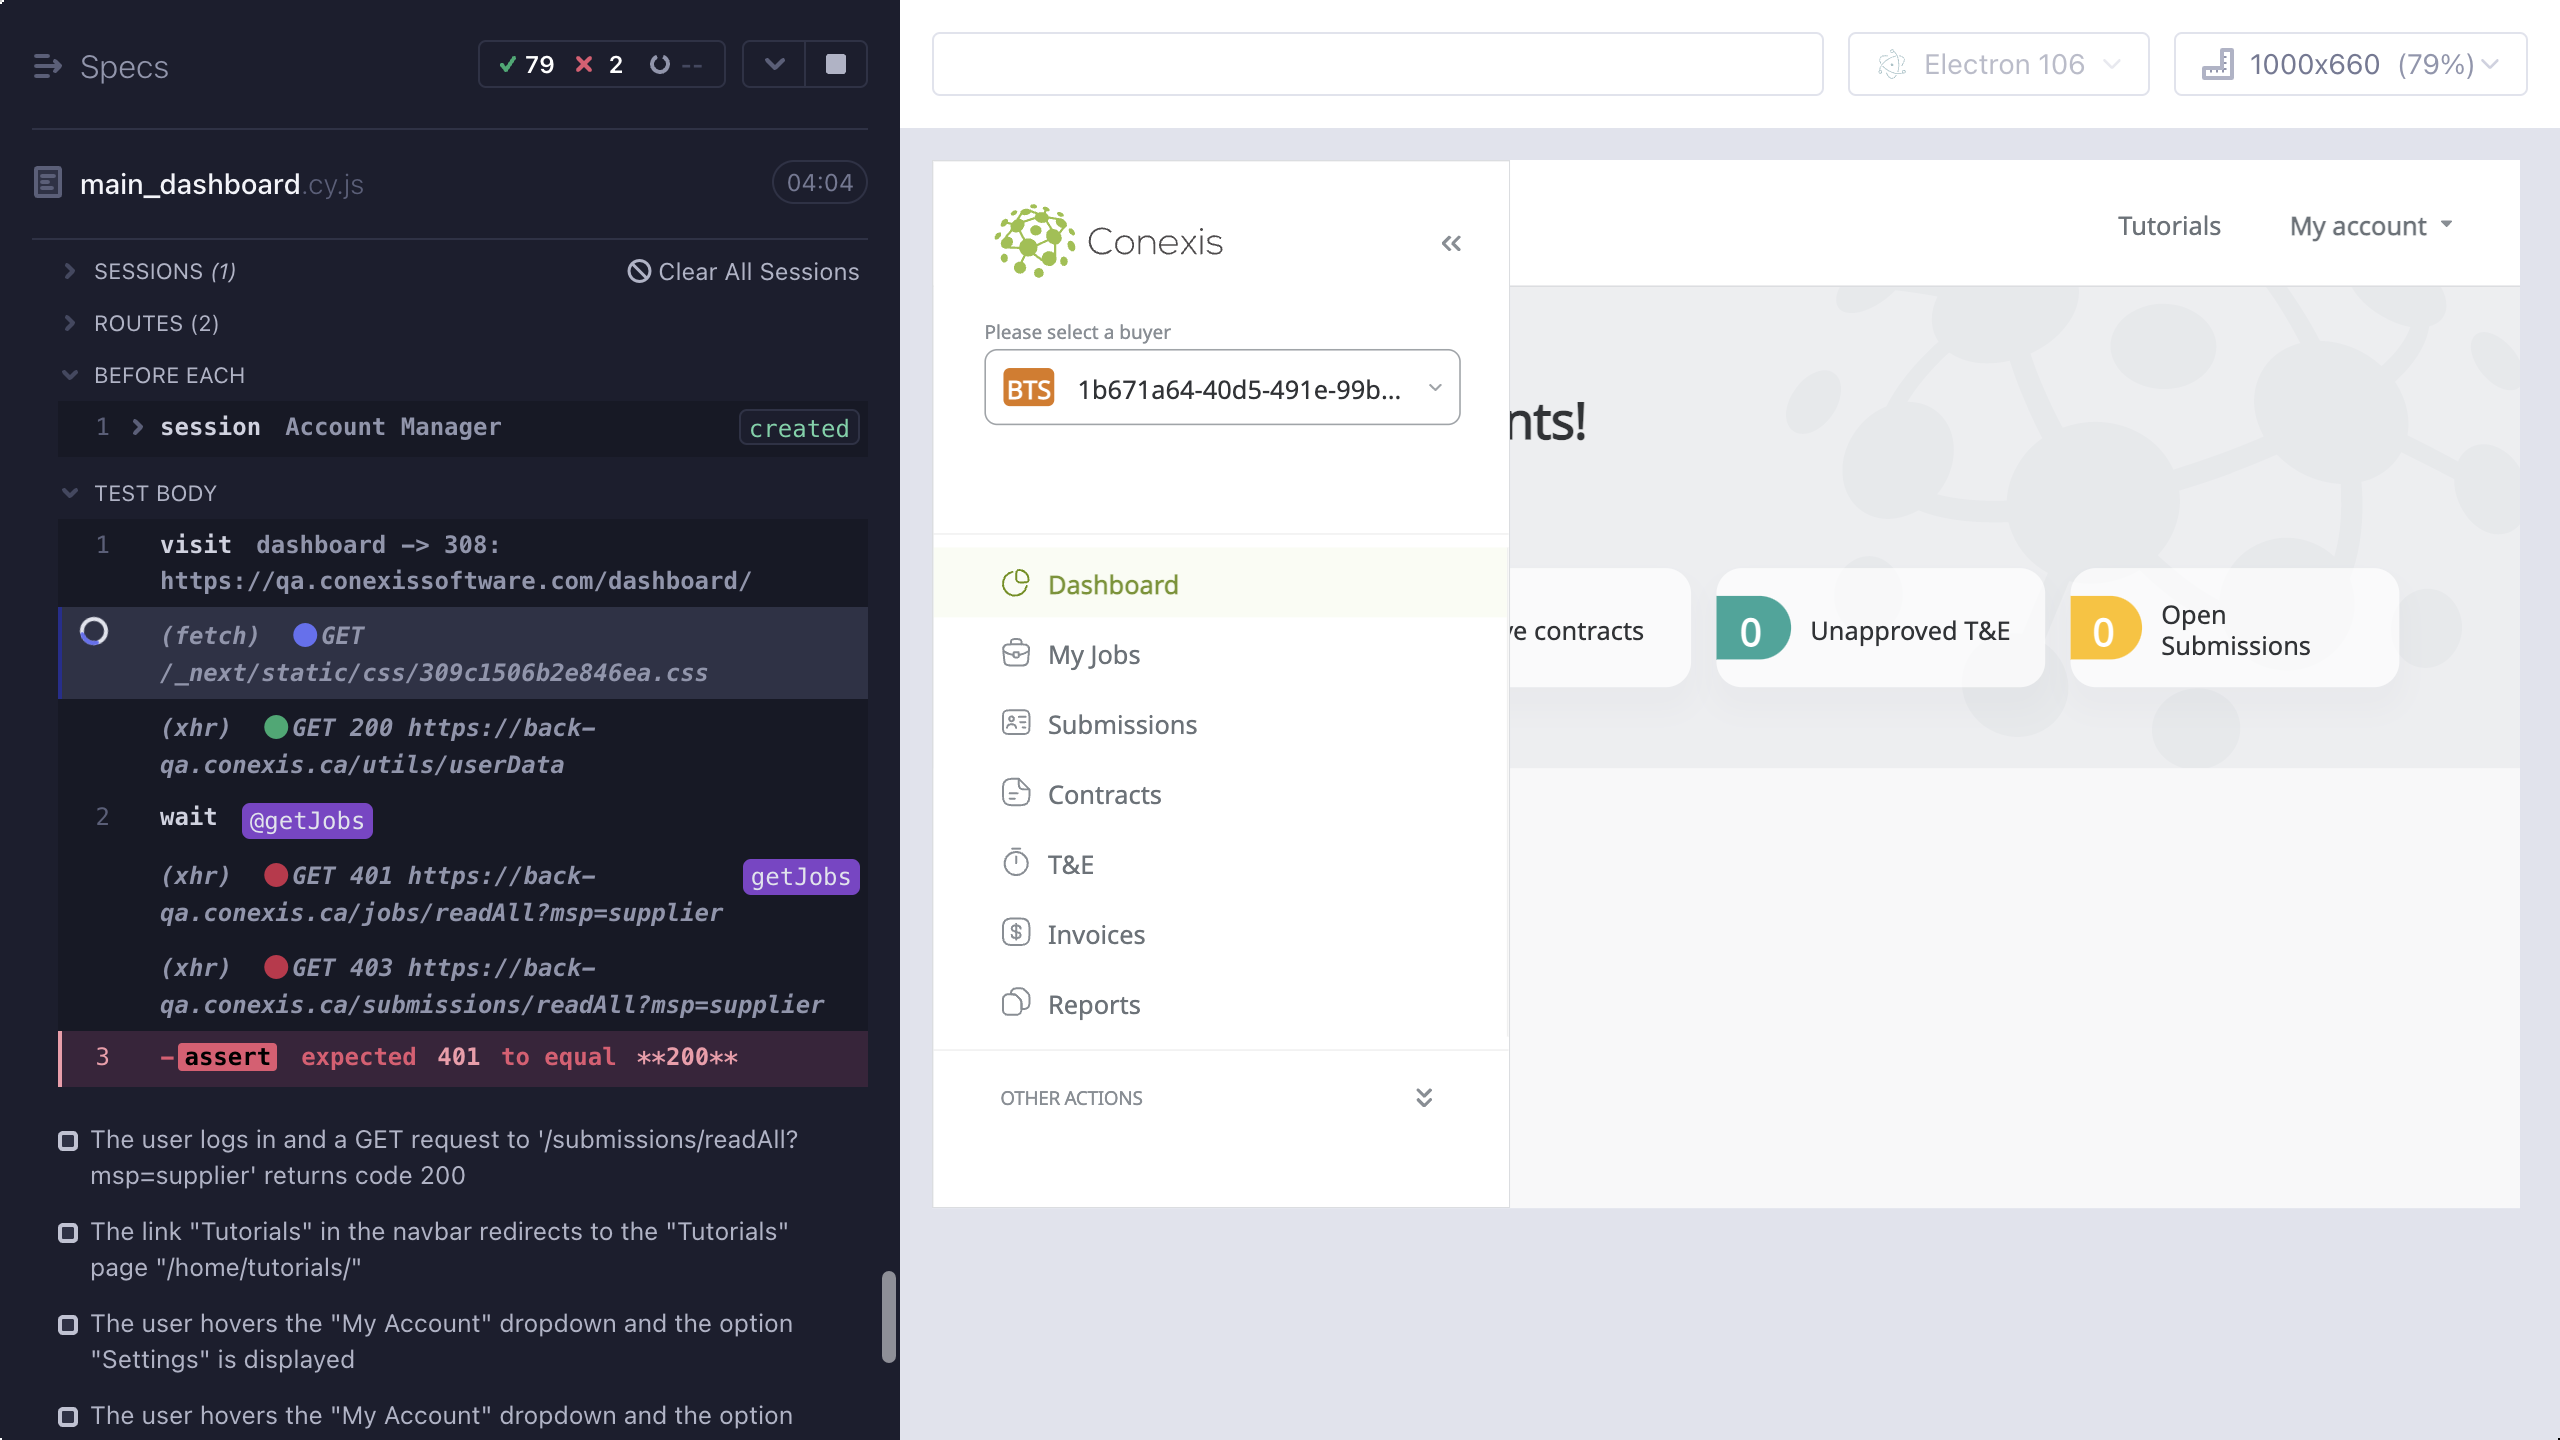 Specs
79 2 --
main_dashboard.cy.js
04:04
SESSIONS (1)
Clear All Sessions
ROUTES (2)
BEFORE EACH
1 session Account Manager created
TEST BODY
1 visit dashboard -> 308:
https://qa.conexissoftware.com/dashboard/
(fetch) GET
/_next/static/css/309c1506b2e846ea.css
(xhr) GET 200 https://back-
qa.conexis.ca/utils/userData
2 wait @getJobs
(xhr) GET 401 https://back- getJobs
qa.conexis.ca/jobs/readAll?msp=supplier
(xhr) GET 403 https://back-
qa.conexis.ca/submissions/readAll?msp=supplier
3 -assert expected 401 to equal **200**
The user logs in and a GET request to '/submissions/readAll?
msp=supplier' returns code 200
The link "Tutorials" in the navbar redirects to the "Tutorials"
page "/home/tutorials/"
The user hovers the "My Account" dropdown and the option
"Settings" is displayed
The user hovers the "My Account" dropdown and the option
Electron 106
1000x660 (79%)
Conexis
Please select a buyer
BTS 1b671a64-40d5-491e-99b...
Dashboard
My Jobs
Submissions
Contracts
T&E
Invoices
Reports
OTHER ACTIONS
Tutorials
My account
nts!
ve contracts
0 Unapproved T&E
0 Open
Submissions